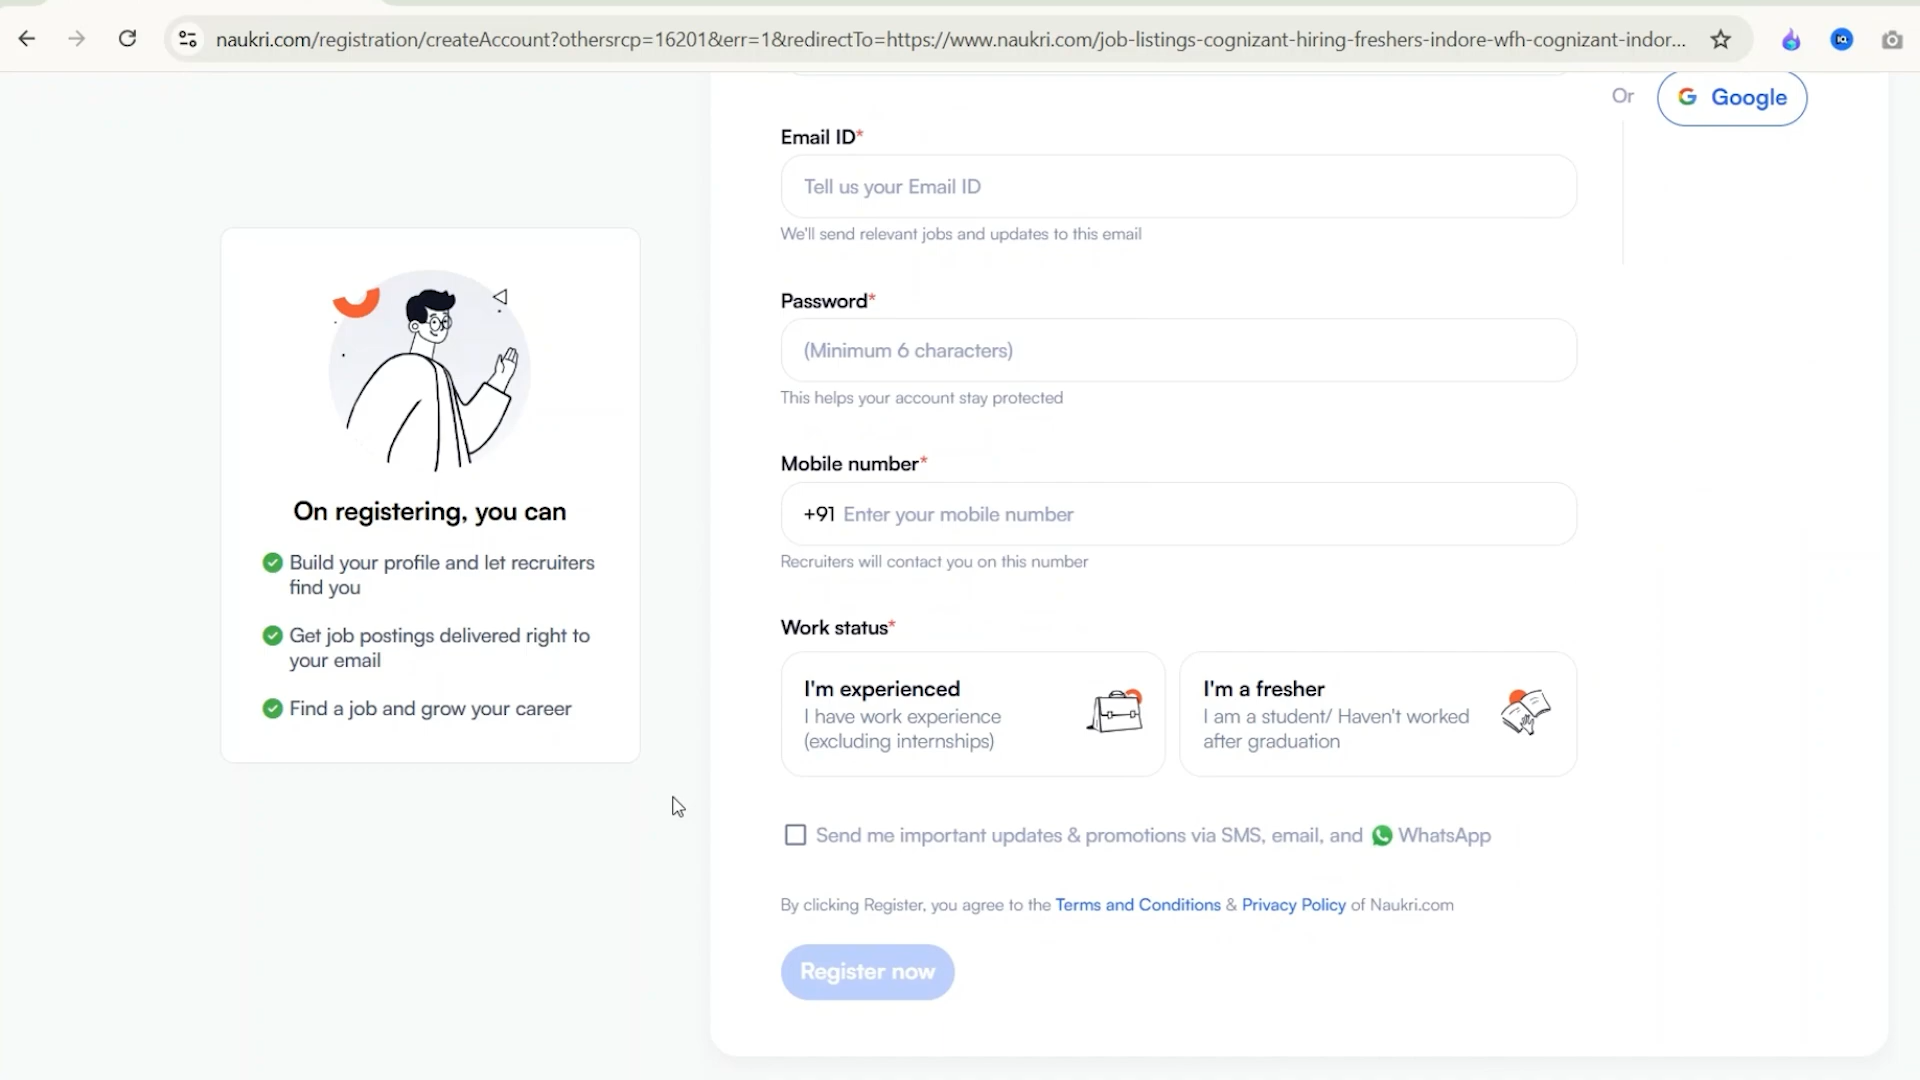 naukri.com/registration/createAccount?othersrcp=16201&err=1&redirectTo=https://www.naukri.com/job-listings-cognizant-hiring-freshers-indore-wfh-cognizant-indor...
Or
Google
Email ID*
Tell us your Email ID
We'll send relevant jobs and updates to this email
Password*
(Minimum 6 characters)
This helps your account stay protected
Mobile number*
+91 Enter your mobile number
Recruiters will contact you on this number
Work status*
I'm experienced
I have work experience
(excluding internships)
I'm a fresher
I am a student/ Haven't worked
after graduation
Send me important updates & promotions via SMS, email, and WhatsApp
By clicking Register, you agree to the Terms and Conditions & Privacy Policy of Naukri.com
Register now
On registering, you can
Build your profile and let recruiters
find you
Get job postings delivered right to
your email
Find a job and grow your career